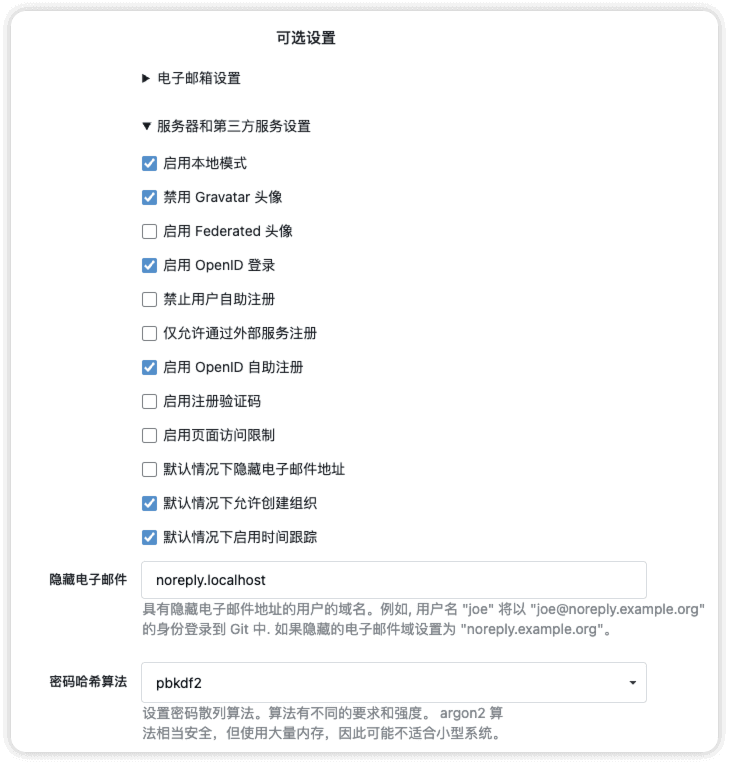 可选设置
电子邮箱设置
服务器和第三方服务设置
启用本地模式
禁用 Gravatar 头像
启用 Federated 头像
启用 OpenID 登录
禁止用户自助注册
仅允许通过外部服务注册
启用 OpenID 自助注册
启用注册验证码
启用页面访问限制
默认情况下隐藏电子邮件地址
默认情况下允许创建组织
默认情况下启用时间跟踪
隐藏电子邮件 noreply.localhost
具有隐藏电子邮件地址的用户的域名。例如, 用户名 "joe" 将以 "joe@noreply.example.org"
的身份登录到 Git 中. 如果隐藏的电子邮件域设置为 "noreply.example.org"。
密码哈希算法 pbkdf2
设置密码散列算法。算法有不同的要求和强度。 argon2 算
法相当安全，但使用大量内存，因此可能不适合小型系统。